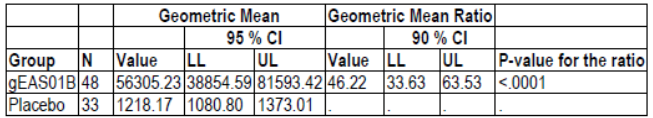 Geometric Mean Geometric Mean Ratio
95 % CI 90 % CI
Group N Value LL UL Value LL UL P-value for the ratio
gEAS01B 48 56305.23 38854.59 81593.42 46.22 33.63 63.53 <.0001
Placebo 33 1218.17 1080.80 1373.01 . . . .